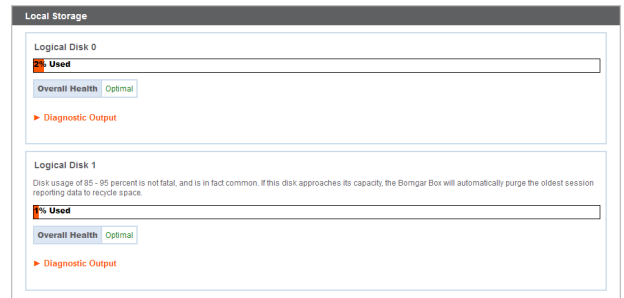 Local Storage
Logical Disk 0
2% Used
Overall Health Optimal
► Diagnostic Output
Logical Disk 1
Disk usage of 85 - 95 percent is not fatal, and is in fact common. If this disk approaches its capacity, the Bomgar Box will automatically purge the oldest session
reporting data to recycle space.
1% Used
Overall Health Optimal
► Diagnostic Output